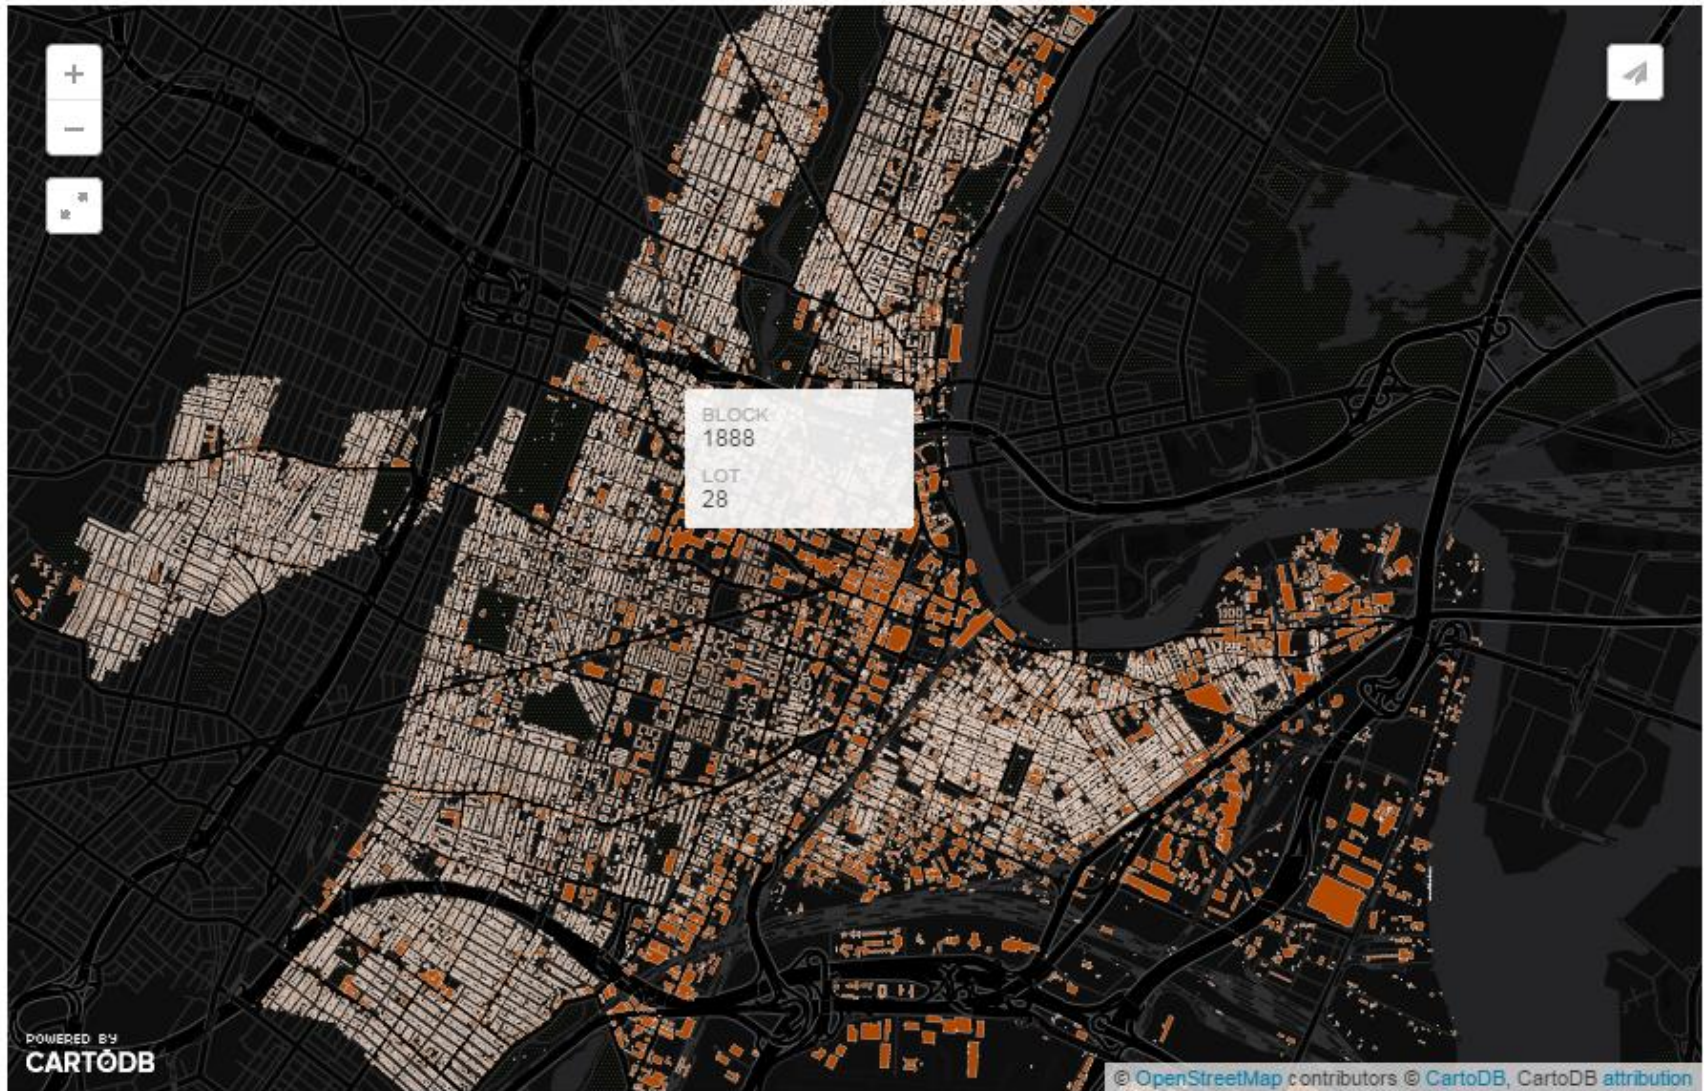 +
−
BLOCK
1888
LOT
28
POWERED BY
CARTODB
© OpenStreetMap contributors © CartoDB, CartoDB attribution